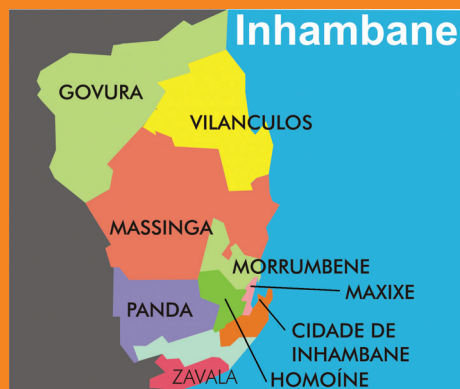 Inhambane
GOVURA
VILANCULOS
MASSINGA
MORRUMBENE
MAXIXE
PANDA
CIDADE DE
INHAMBANE
ZAVALA
HOMOÍNE